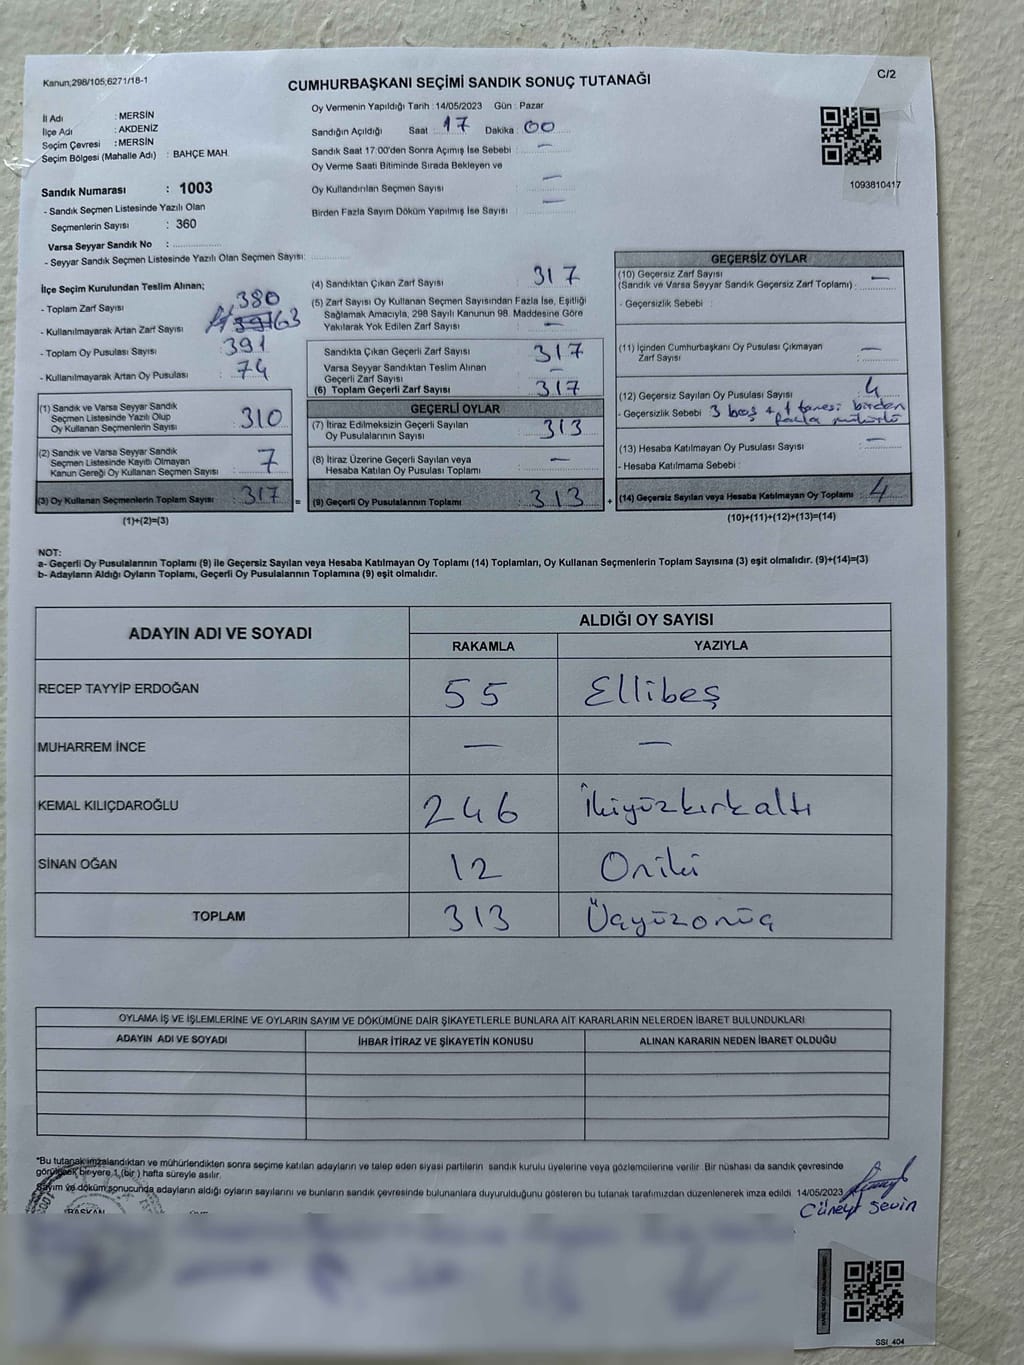 Kanun;298/105,6271/18-1
C/2
CUMHURBAŞKANI SEÇİMİ SANDIK SONUÇ TUTANAĞI
İl Adı : MERSİN
İlçe Adı : AKDENİZ
Seçim Çevresi : MERSİN
Seçim Bölgesi (Mahalle Adı) : BAHÇE MAH.
Oy Vermenin Yapıldığı Tarih : 14/05/2023 Gün : Pazar
Sandığın Açıldığı Saat : 17 Dakika : 00
Sandık Saat 17:00'den Sonra Açımış İse Sebebi : —
Oy Verme Saati Bitiminde Sırada Bekleyen ve
Oy Kullandırılan Seçmen Sayısı : —
Birden Fazla Sayım Döküm Yapılmış İse Sayısı : —
1093810417
Sandık Numarası : 1003
- Sandık Seçmen Listesinde Yazılı Olan
Seçmenlerin Sayısı : 360
Varsa Seyyar Sandık No :
- Seyyar Sandık Seçmen Listesinde Yazılı Olan Seçmen Sayısı:
İlçe Seçim Kurulundan Teslim Alınan;
- Toplam Zarf Sayısı : 380
- Kullanılmayarak Artan Zarf Sayısı 63
- Toplam Oy Pusulası Sayısı : 391
- Kullanılmayarak Artan Oy Pusulası : 74
(1) Sandık ve Varsa Seyyar Sandık
Seçmen Listesinde Yazılı Olup
Oy Kullanan Seçmenlerin Sayısı : 310
(2) Sandık ve Varsa Seyyar Sandık
Seçmen Listesinde Kayıtlı Olmayan
Kanun Gereği Oy Kullanan Seçmen Sayısı : 7
(3) Oy Kullanan Seçmenlerin Toplam Sayısı : 317 =
(1)+(2)=(3)
(4) Sandıktan Çıkan Zarf Sayısı : 317
(5) Zarf Sayısı Oy Kullanan Seçmen Sayısından Fazla İse, Eşitliği
Sağlamak Amacıyla, 298 Sayılı Kanunun 98. Maddesine Göre
Yakılarak Yok Edilen Zarf Sayısı : —
Sandıkta Çıkan Geçerli Zarf Sayısı : 317
Varsa Seyyar Sandıktan Teslim Alınan
Geçerli Zarf Sayısı : —
(6) Toplam Geçerli Zarf Sayısı : 317
GEÇERLİ OYLAR
(7) İtiraz Edilmeksizin Geçerli Sayılan
Oy Pusulalarının Sayısı : 313
(8) İtiraz Üzerine Geçerli Sayılan veya
Hesaba Katılan Oy Pusulası Toplamı : —
(9) Geçerli Oy Pusulalarının Toplamı : 313 +
GEÇERSİZ OYLAR
(10) Geçersiz Zarf Sayısı
(Sandık ve Varsa Seyyar Sandık Geçersiz Zarf Toplamı) : —
- Geçersizlik Sebebi :
(11) İçinden Cumhurbaşkanı Oy Pusulası Çıkmayan
Zarf Sayısı : —
(12) Geçersiz Sayılan Oy Pusulası Sayısı : 4
- Geçersizlik Sebebi : 3 boş + 1 tanesi birden
fazla mühürlü
(13) Hesaba Katılmayan Oy Pusulası Sayısı : —
- Hesaba Katılmama Sebebi :
(14) Geçersiz Sayılan veya Hesaba Katılmayan Oy Toplamı : 4
(10)+(11)+(12)+(13)=(14)
NOT:
a- Geçerli Oy Pusulalarının Toplamı (9) ile Geçersiz Sayılan veya Hesaba Katılmayan Oy Toplamı (14) Toplamları, Oy Kullanan Seçmenlerin Toplam Sayısına (3) eşit olmalıdır. (9)+(14)=(3)
b- Adayların Aldığı Oyların Toplamı, Geçerli Oy Pusulalarının Toplamına (9) eşit olmalıdır.
ADAYIN ADI VE SOYADI
ALDIĞI OY SAYISI
RAKAMLA YAZIYLA
RECEP TAYYİP ERDOĞAN 55 Ellibeş
MUHARREM İNCE — —
KEMAL KILIÇDAROĞLU 246 İkiyüzkırkaltı
SİNAN OĞAN 12 Oniki
TOPLAM 313 Üçyüzonüç
OYLAMA İŞ VE İŞLEMLERİNE VE OYLARIN SAYIM VE DÖKÜMÜNE DAİR ŞİKAYETLERLE BUNLARA AİT KARARLARIN NELERDEN İBARET BULUNDUKLARI
ADAYIN ADI VE SOYADI İHBAR İTİRAZ VE ŞİKAYETİN KONUSU ALINAN KARARIN NEDEN İBARET OLDUĞU
*Bu tutanak imzalandıktan ve mühürlendikten sonra seçime katılan adayların ve talep eden siyasi partilerin sandık kurulu üyelerine veya gözlemcilerine verilir. Bir nüshası da sandık çevresinde
görülecek bir yere 1 (bir) hafta süreyle asılır.
Sayım ve döküm sonucunda adayların aldığı oyların sayılarını ve bunların sandık çevresinde bulunanlara duyurulduğunu gösteren bu tutanak tarafımızdan düzenlenerek imza edildi. 14/05/2023
Cüneyt Sevin
BAŞKAN
SSI_404